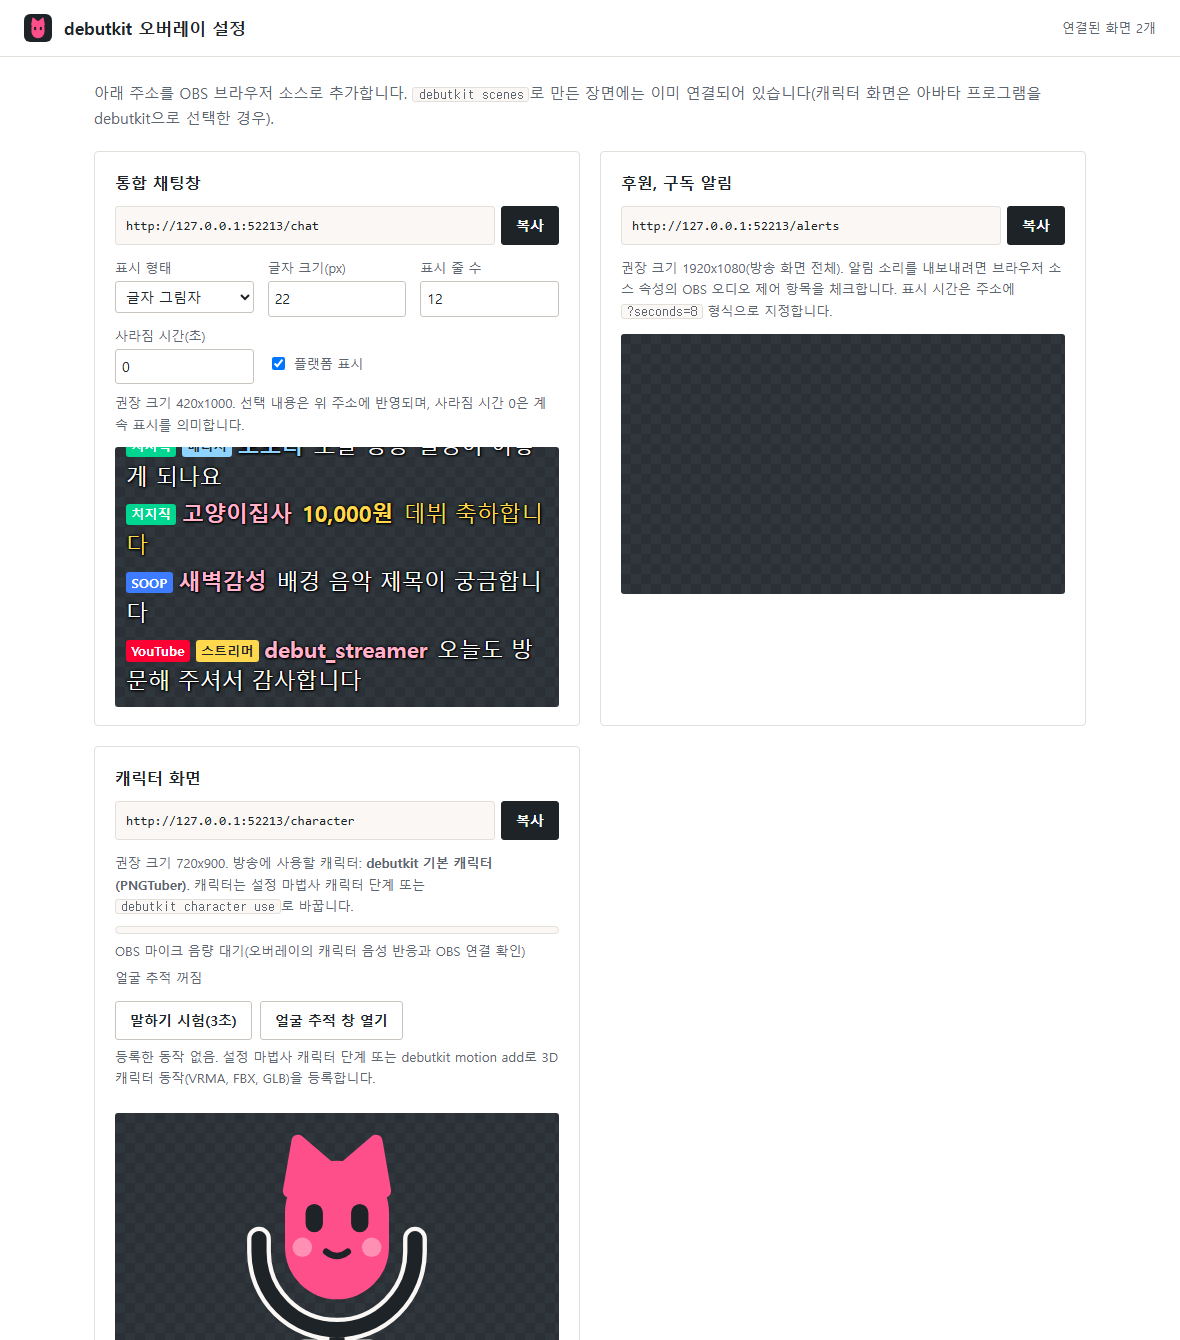 debutkit 오버레이 설정
연결된 화면 2개
아래 주소를 OBS 브라우저 소스로 추가합니다. debutkit scenes로 만든 장면에는 이미 연결되어 있습니다(캐릭터 화면은 아바타 프로그램을
debutkit으로 선택한 경우).
통합 채팅창
http://127.0.0.1:52213/chat
복사
표시 형태
글자 크기(px)
표시 줄 수
글자 그림자
22
12
사라짐 시간(초)
0
플랫폼 표시
권장 크기 420x1000. 선택 내용은 위 주소에 반영되며, 사라짐 시간 0은 계
속 표시를 의미합니다.
치지직
게 되나요
치지직 고양이집사 10,000원 데뷔 축하합니
다
SOOP 새벽감성 배경 음악 제목이 궁금합니
다
YouTube 스트리머 debut_streamer 오늘도 방
문해 주셔서 감사합니다
후원, 구독 알림
http://127.0.0.1:52213/alerts
복사
권장 크기 1920x1080(방송 화면 전체). 알림 소리를 내보내려면 브라우저 소
스 속성의 OBS 오디오 제어 항목을 체크합니다. 표시 시간은 주소에
?seconds=8 형식으로 지정합니다.
캐릭터 화면
http://127.0.0.1:52213/character
복사
권장 크기 720x900. 방송에 사용할 캐릭터: debutkit 기본 캐릭터
(PNGTuber). 캐릭터는 설정 마법사 캐릭터 단계 또는
debutkit character use로 바꿉니다.
OBS 마이크 음량 대기(오버레이의 캐릭터 음성 반응과 OBS 연결 확인)
얼굴 추적 꺼짐
말하기 시험(3초)
얼굴 추적 창 열기
등록한 동작 없음. 설정 마법사 캐릭터 단계 또는 debutkit motion add로 3D
캐릭터 동작(VRMA, FBX, GLB)을 등록합니다.